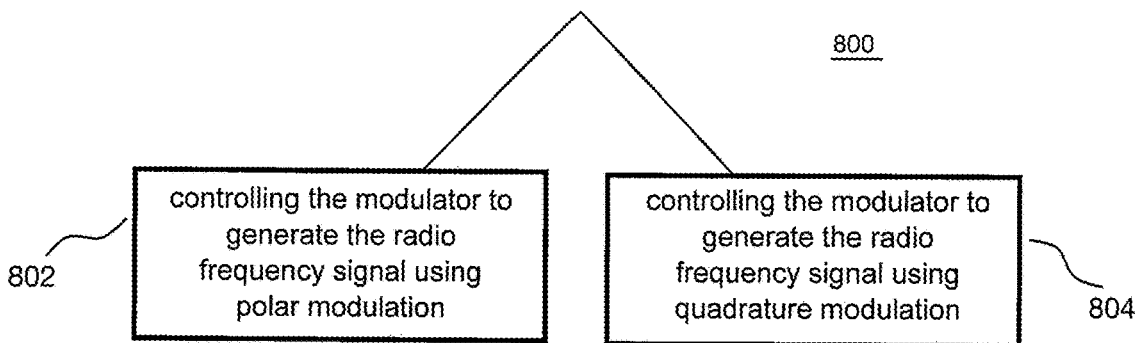 800
controlling the modulator to
generate the radio
frequency signal using
polar modulation
802
controlling the modulator to
generate the radio
frequency signal using
quadrature modulation
804